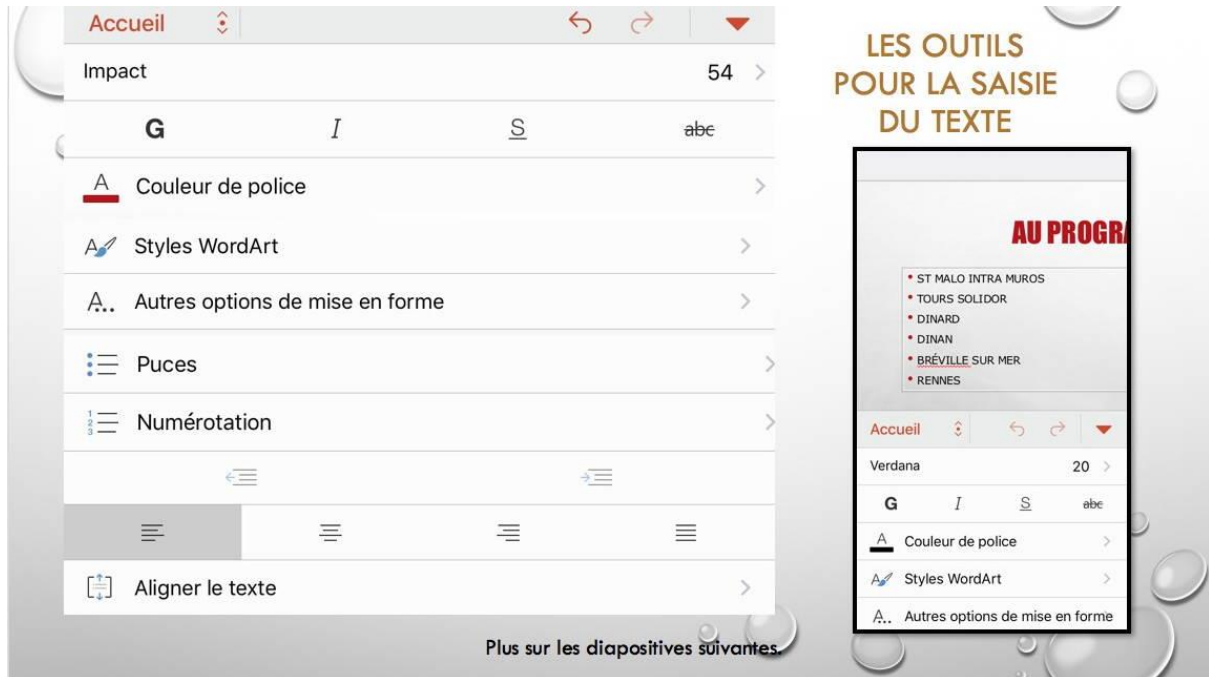 Accueil
Impact 54
G I S abc
A Couleur de police
A Styles WordArt
A.. Autres options de mise en forme
Puces
1
2
3
Numérotation
Aligner le texte
Plus sur les diapositives suivantes.
LES OUTILS
POUR LA SAISIE
DU TEXTE
AU PROGRA
• ST MALO INTRA MUROS
• TOURS SOLIDOR
• DINARD
• DINAN
• BRÉVILLE SUR MER
• RENNES
Accueil
Verdana 20
G I S abc
A Couleur de police
A Styles WordArt
A.. Autres options de mise en forme